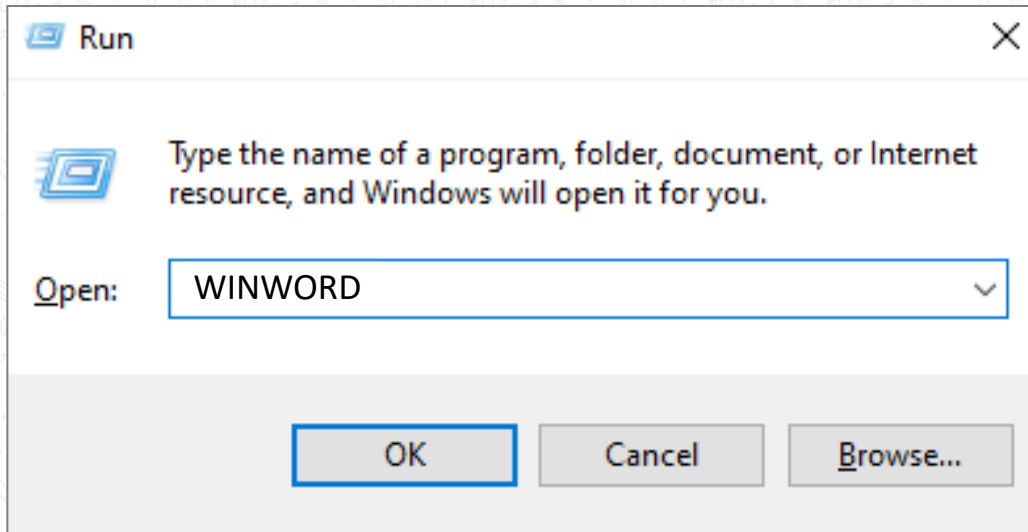 Run
Type the name of a program, folder, document, or Internet
resource, and Windows will open it for you.
Open: WINWORD
OK Cancel Browse...